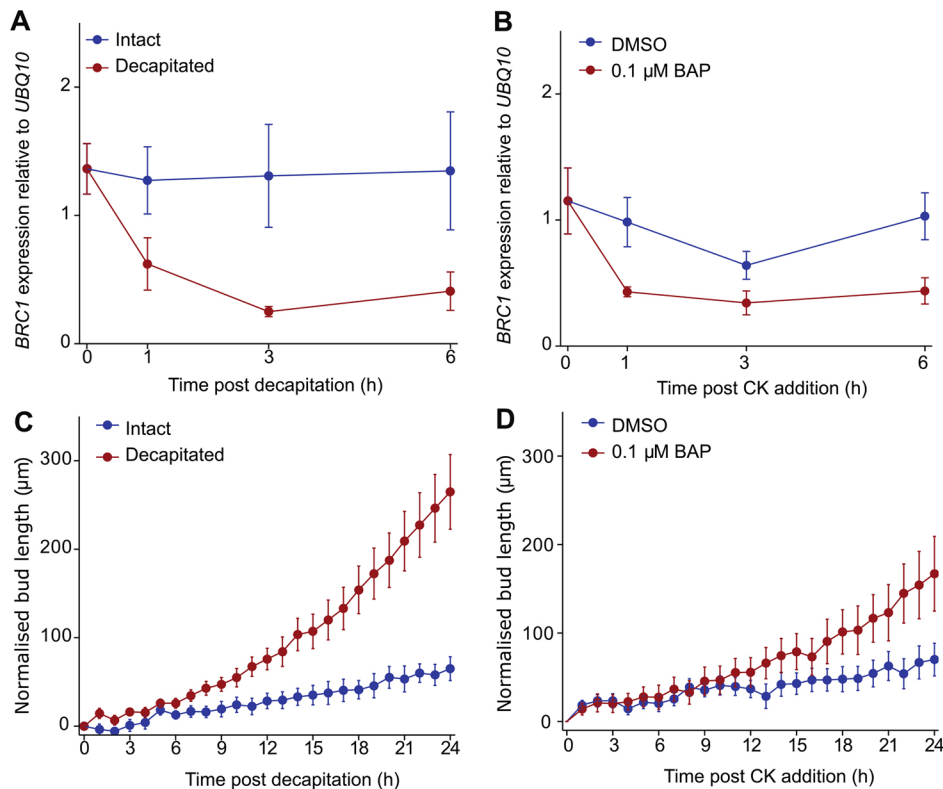 A
Intact
Decapitated
BRC1 expression relative to UBQ10
2
1
0
0 1 3 6
Time post decapitation (h)
B
DMSO
0.1 µM BAP
BRC1 expression relative to UBQ10
2
1
0
0 1 3 6
Time post CK addition (h)
C
Intact
Decapitated
Normalised bud length (µm)
300
200
100
0
0 3 6 9 12 15 18 21 24
Time post decapitation (h)
D
DMSO
0.1 µM BAP
Normalised bud length (µm)
300
200
100
0
0 3 6 9 12 15 18 21 24
Time post CK addition (h)